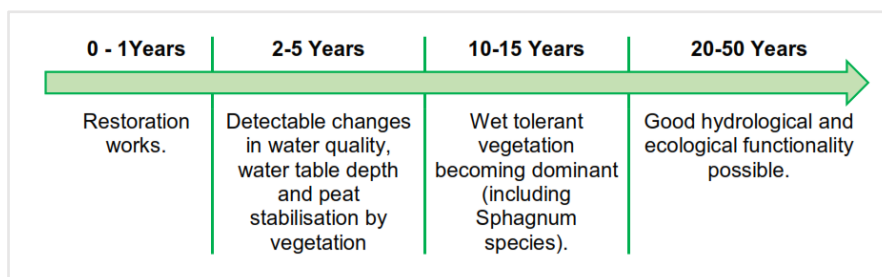 0 - 1Years
2-5 Years
10-15 Years
20-50 Years
Restoration
works.
Detectable changes
in water quality,
water table depth
and peat
stabilisation by
vegetation
Wet tolerant
vegetation
becoming dominant
(including
Sphagnum
species).
Good hydrological and
ecological functionality
possible.